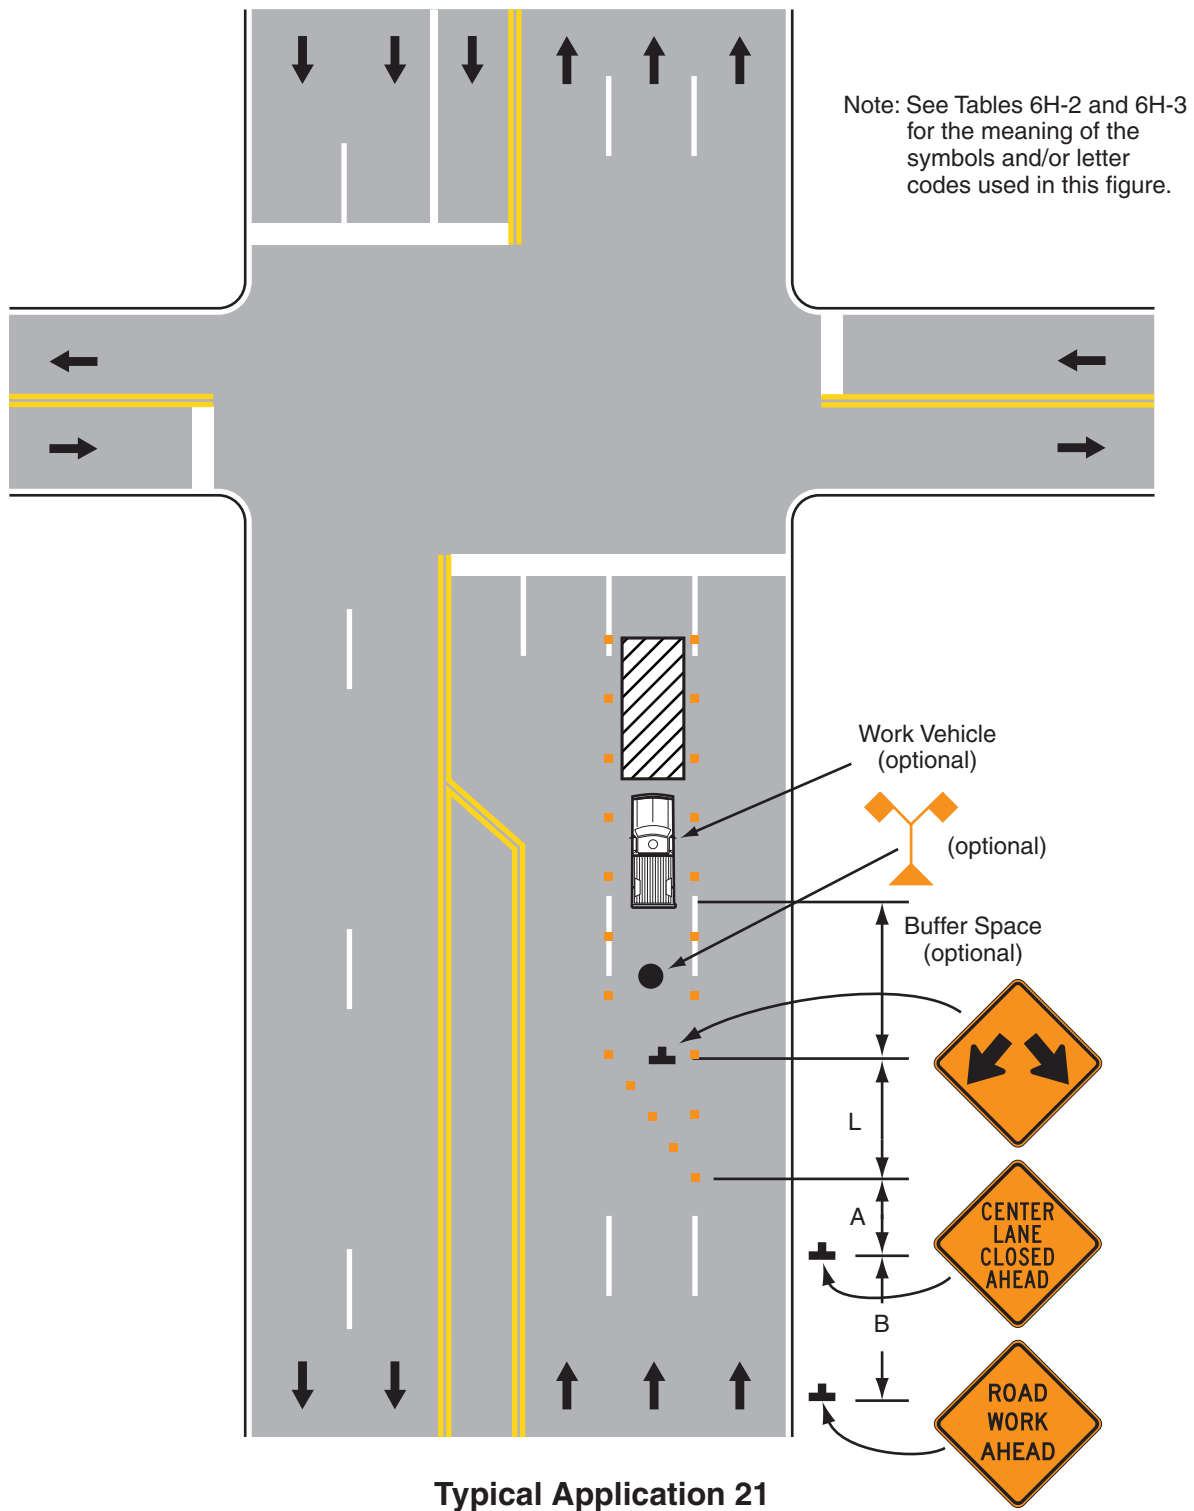 Note: See Tables 6H-2 and 6H-3
for the meaning of the
symbols and/or letter
codes used in this figure.
Work Vehicle
(optional)
(optional)
Buffer Space
(optional)
L
A
CENTER
LANE
CLOSED
AHEAD
B
ROAD
WORK
AHEAD
Typical Application 21